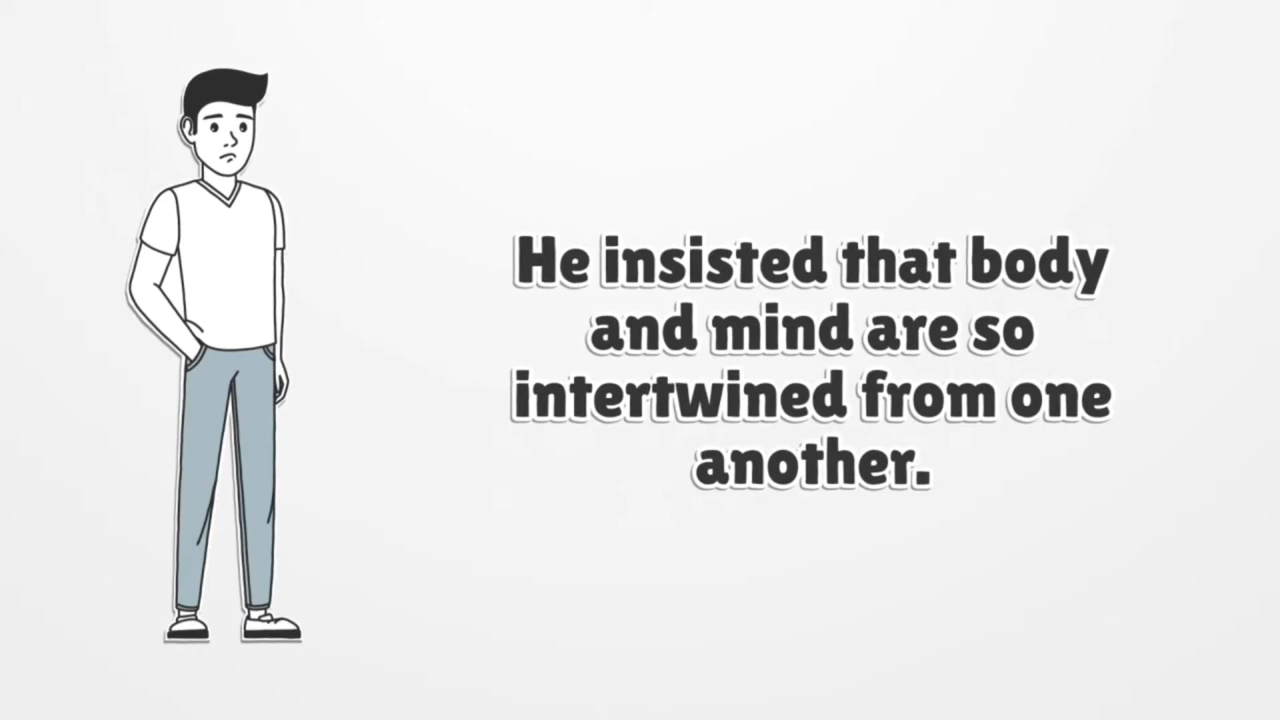 He insisted that body
and mind are so
intertwined from one
another.